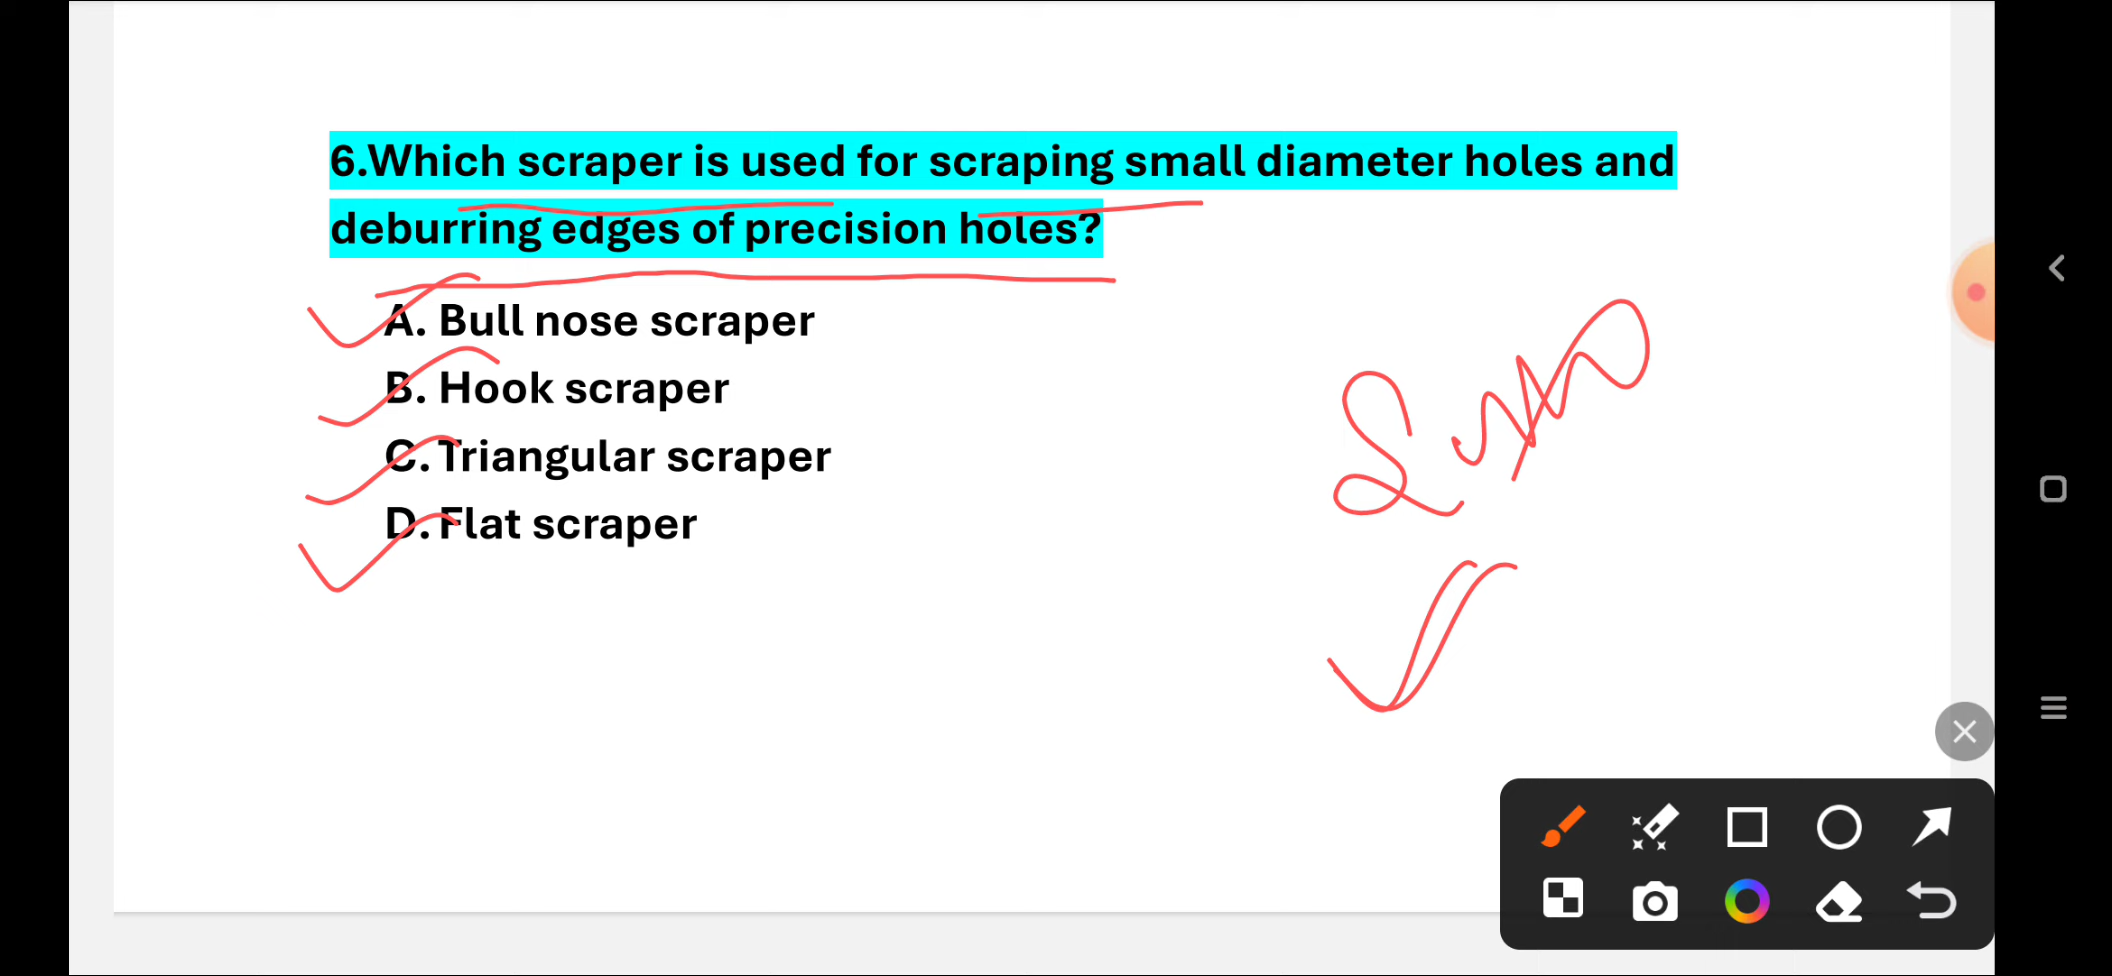 6.Which scraper is used for scraping small diameter holes and
deburring edges of precision holes?
A. Bull nose scraper
B. Hook scraper
C. Triangular scraper
D. Flat scraper